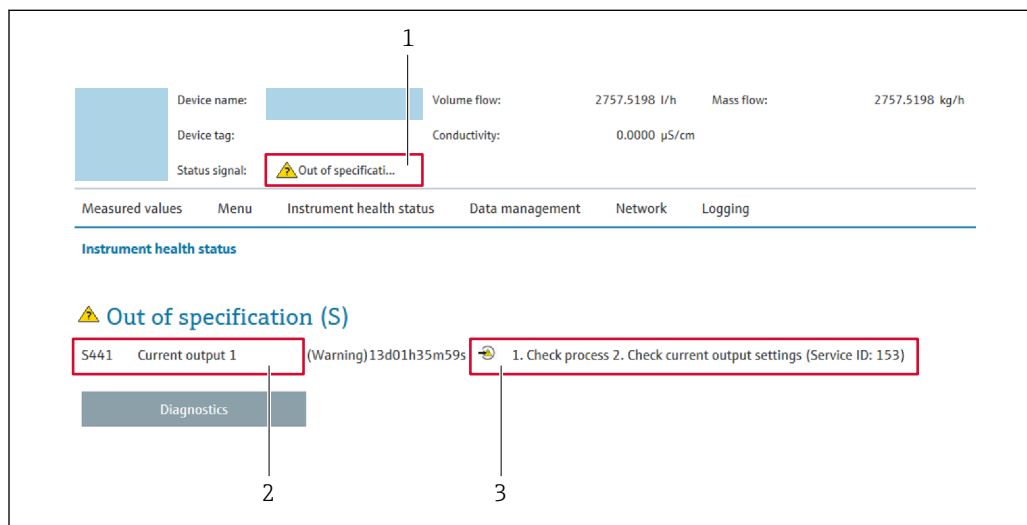 1
Device name: Volume flow: 2757.5198 l/h Mass flow: 2757.5198 kg/h
Device tag: Conductivity: 0.0000 µS/cm
Status signal: Out of specificati...
Measured values Menu Instrument health status Data management Network Logging
Instrument health status
Out of specification (S)
S441 Current output 1 (Warning)13d01h35m59s 1. Check process 2. Check current output settings (Service ID: 153)
Diagnostics
2 3